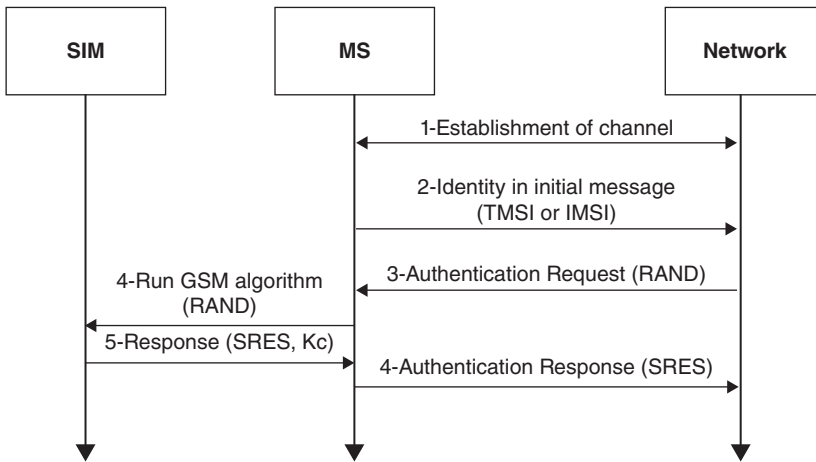 SIM
MS
Network
1-Establishment of channel
2-Identity in initial message
(TMSI or IMSI)
3-Authentication Request (RAND)
4-Run GSM algorithm
(RAND)
5-Response (SRES, Kc)
4-Authentication Response (SRES)